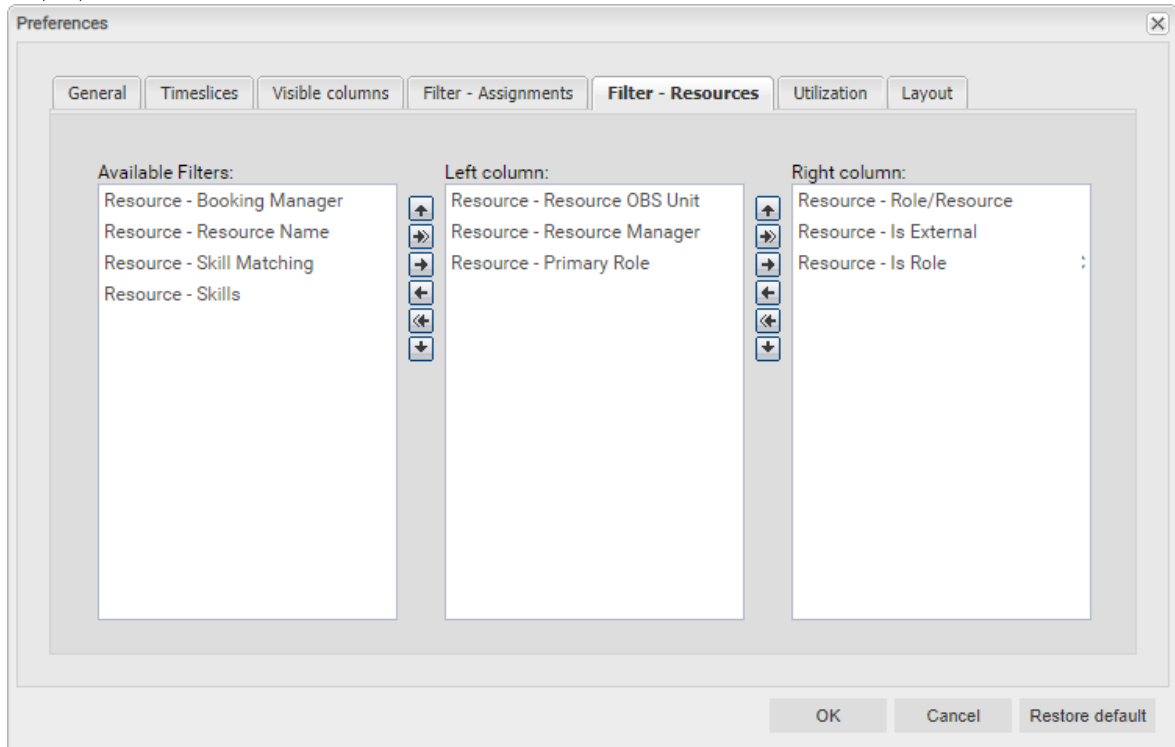 Preferences
General Timeslices Visible columns Filter - Assignments Filter - Resources Utilization Layout
Available Filters:
Resource - Booking Manager
Resource - Resource Name
Resource - Skill Matching
Resource - Skills
Left column:
Resource - Resource OBS Unit
Resource - Resource Manager
Resource - Primary Role
Right column:
Resource - Role/Resource
Resource - Is External
Resource - Is Role
OK Cancel Restore default